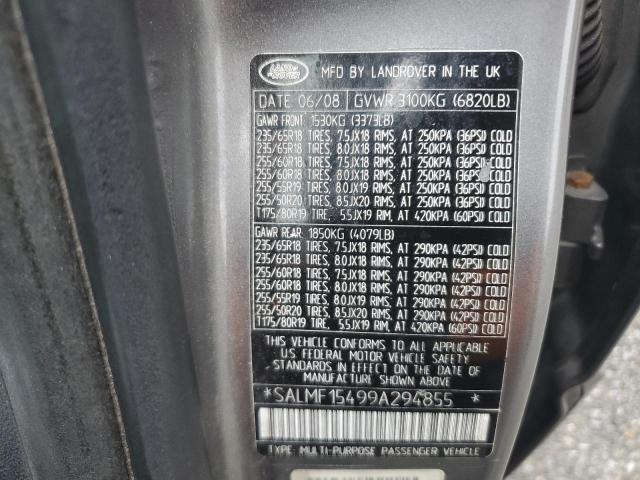 LAND ROVER
MFD BY LANDROVER IN THE UK
DATE 06/08 GVWR 3100KG (6820LB)
GAWR FRONT 1530KG (3373LB)
235/65R18 TIRES, 7.5JX18 RIMS, AT 250KPA (36PSI) COLD
235/65R18 TIRES, 8.0JX18 RIMS, AT 250KPA (36PSI) COLD
255/60R18 TIRES, 7.5JX18 RIMS, AT 250KPA (36PSI) COLD
255/60R18 TIRES, 8.0JX18 RIMS, AT 250KPA (36PSI) COLD
255/55R19 TIRES, 8.0JX19 RIMS, AT 250KPA (36PSI) COLD
255/50R20 TIRES, 8.5JX20 RIMS, AT 250KPA (36PSI) COLD
T175/80R19 TIRE, 5.5JX19 RIM, AT 420KPA (60PSI) COLD
GAWR REAR 1850KG (4079LB)
235/65R18 TIRES, 7.5JX18 RIMS, AT 290KPA (42PSI) COLD
235/65R18 TIRES, 8.0JX18 RIMS, AT 290KPA (42PSI) COLD
255/60R18 TIRES, 7.5JX18 RIMS, AT 290KPA (42PSI) COLD
255/60R18 TIRES, 8.0JX18 RIMS, AT 290KPA (42PSI) COLD
255/55R19 TIRES, 8.0JX19 RIMS, AT 290KPA (42PSI) COLD
255/50R20 TIRES, 8.5JX20 RIMS, AT 290KPA (42PSI) COLD
T175/80R19 TIRE, 5.5JX19 RIM, AT 420KPA (60PSI) COLD
THIS VEHICLE CONFORMS TO ALL APPLICABLE
US FEDERAL MOTOR VEHICLE SAFETY
STANDARDS IN EFFECT ON THE DATE OF
MANUFACTURE SHOWN ABOVE
*SALMF15499A294855 *
TYPE: MULTI-PURPOSE PASSENGER VEHICLE